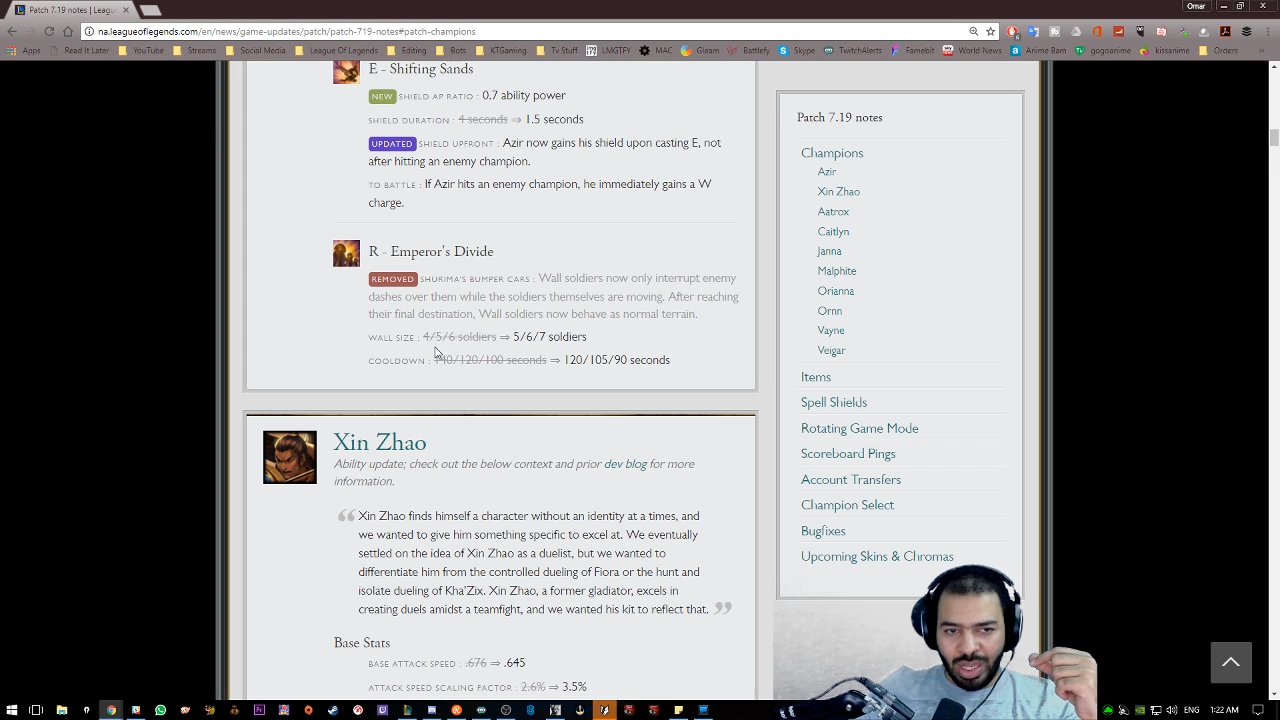 Patch 7.19 notes | Leagu
Omar
na.leagueoflegends.com/en/news/game-updates/patch/patch-719-notes#patch-champions
Apps Read It Later YouTube Streams Social Media League Of Legends Editing Bots KTGaming Tv Stuff LMGTFY MAC Gleam Battlefy Skype TwitchAlerts Famebit World News Anime Bam gogoanime kissanime Orders
E - Shifting Sands
NEW SHIELD AP RATIO : 0.7 ability power
SHIELD DURATION : 4 seconds ⇒ 1.5 seconds
UPDATED SHIELD UPFRONT : Azir now gains his shield upon casting E, not
after hitting an enemy champion.
TO BATTLE : If Azir hits an enemy champion, he immediately gains a W
charge.
R - Emperor's Divide
REMOVED SHURIMA'S BUMPER CARS : Wall soldiers now only interrupt enemy
dashes over them while the soldiers themselves are moving. After reaching
their final destination, Wall soldiers now behave as normal terrain.
WALL SIZE : 4/5/6 soldiers ⇒ 5/6/7 soldiers
COOLDOWN : 140/120/100 seconds ⇒ 120/105/90 seconds
Xin Zhao
Ability update; check out the below context and prior dev blog for more
information.
Xin Zhao finds himself a character without an identity at a times, and
we wanted to give him something specific to excel at. We eventually
settled on the idea of Xin Zhao as a duelist, but we wanted to
differentiate him from the controlled dueling of Fiora or the hunt and
isolate dueling of Kha'Zix. Xin Zhao, a former gladiator, excels in
creating duels amidst a teamfight, and we wanted his kit to reflect that.
Base Stats
BASE ATTACK SPEED : .676 ⇒ .645
ATTACK SPEED SCALING FACTOR : 2.6% ⇒ 3.5%
Patch 7.19 notes
Champions
Azir
Xin Zhao
Aatrox
Caitlyn
Janna
Malphite
Orianna
Ornn
Vayne
Veigar
Items
Spell Shields
Rotating Game Mode
Scoreboard Pings
Account Transfers
Champion Select
Bugfixes
Upcoming Skins & Chromas
ENG 1:22 AM